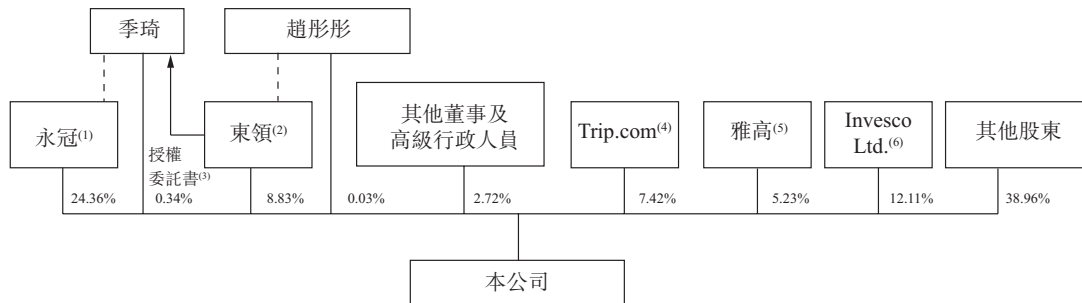 季琦
趙彤彤
永冠(1)
東領(2)
其他董事及
高級行政人員
Trip.com(4)
雅高(5)
Invesco
Ltd.(6)
其他股東
授權
委託書(3)
24.36%
0.34%
8.83%
0.03%
2.72%
7.42%
5.23%
12.11%
38.96%
本公司